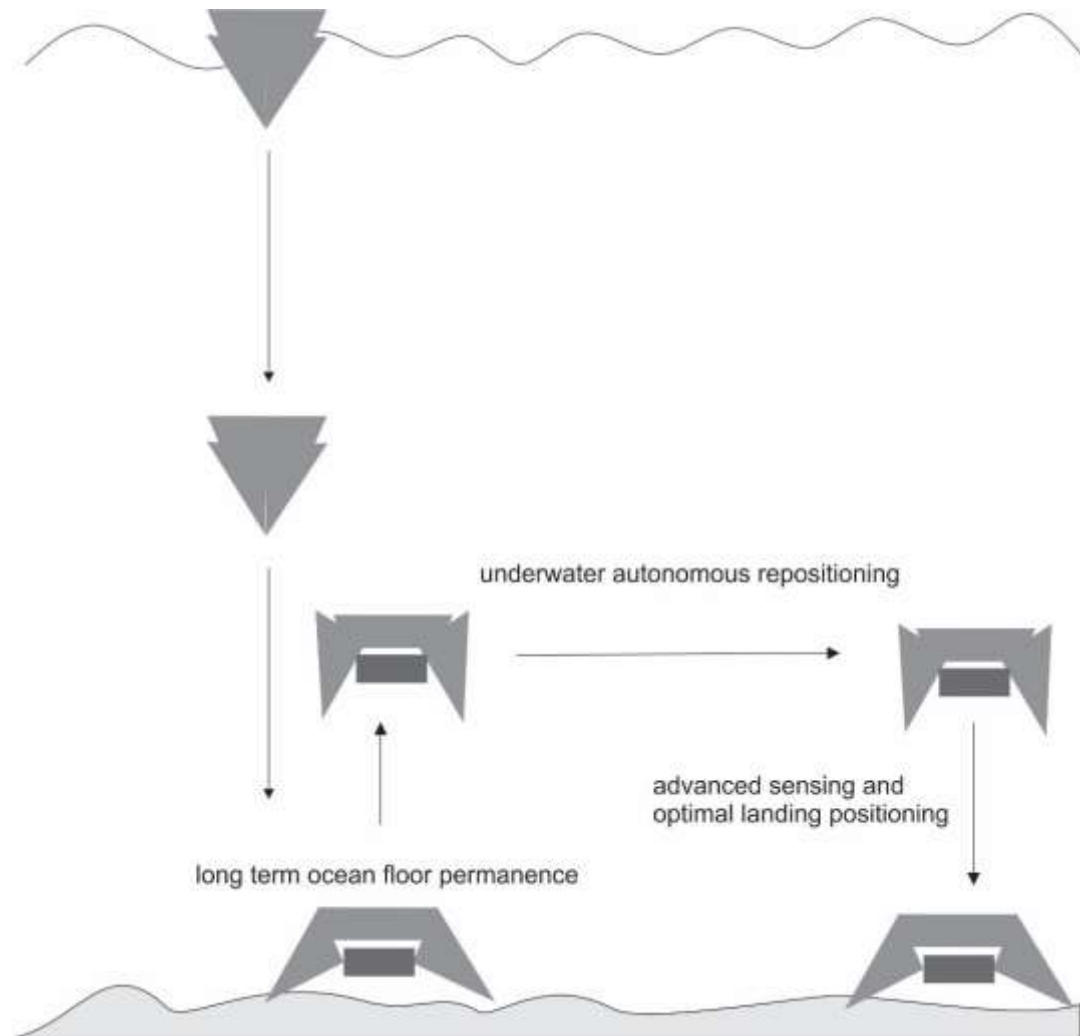 underwater autonomous repositioning
advanced sensing and
optimal landing positioning
long term ocean floor permanence